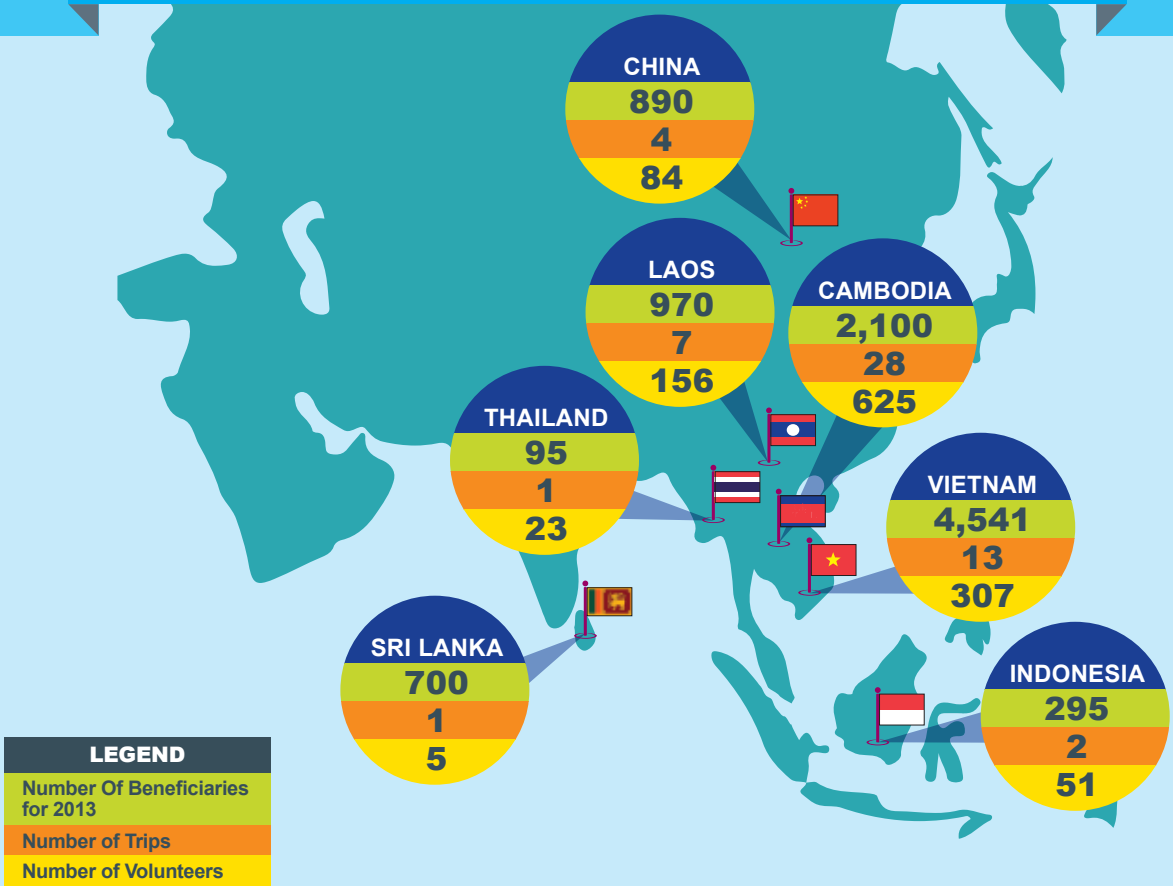 CHINA
890
4
84
LAOS
970
7
156
CAMBODIA
2,100
28
625
THAILAND
95
1
23
VIETNAM
4,541
13
307
SRI LANKA
700
1
5
INDONESIA
295
2
51
LEGEND
Number Of Beneficiaries
for 2013
Number of Trips
Number of Volunteers